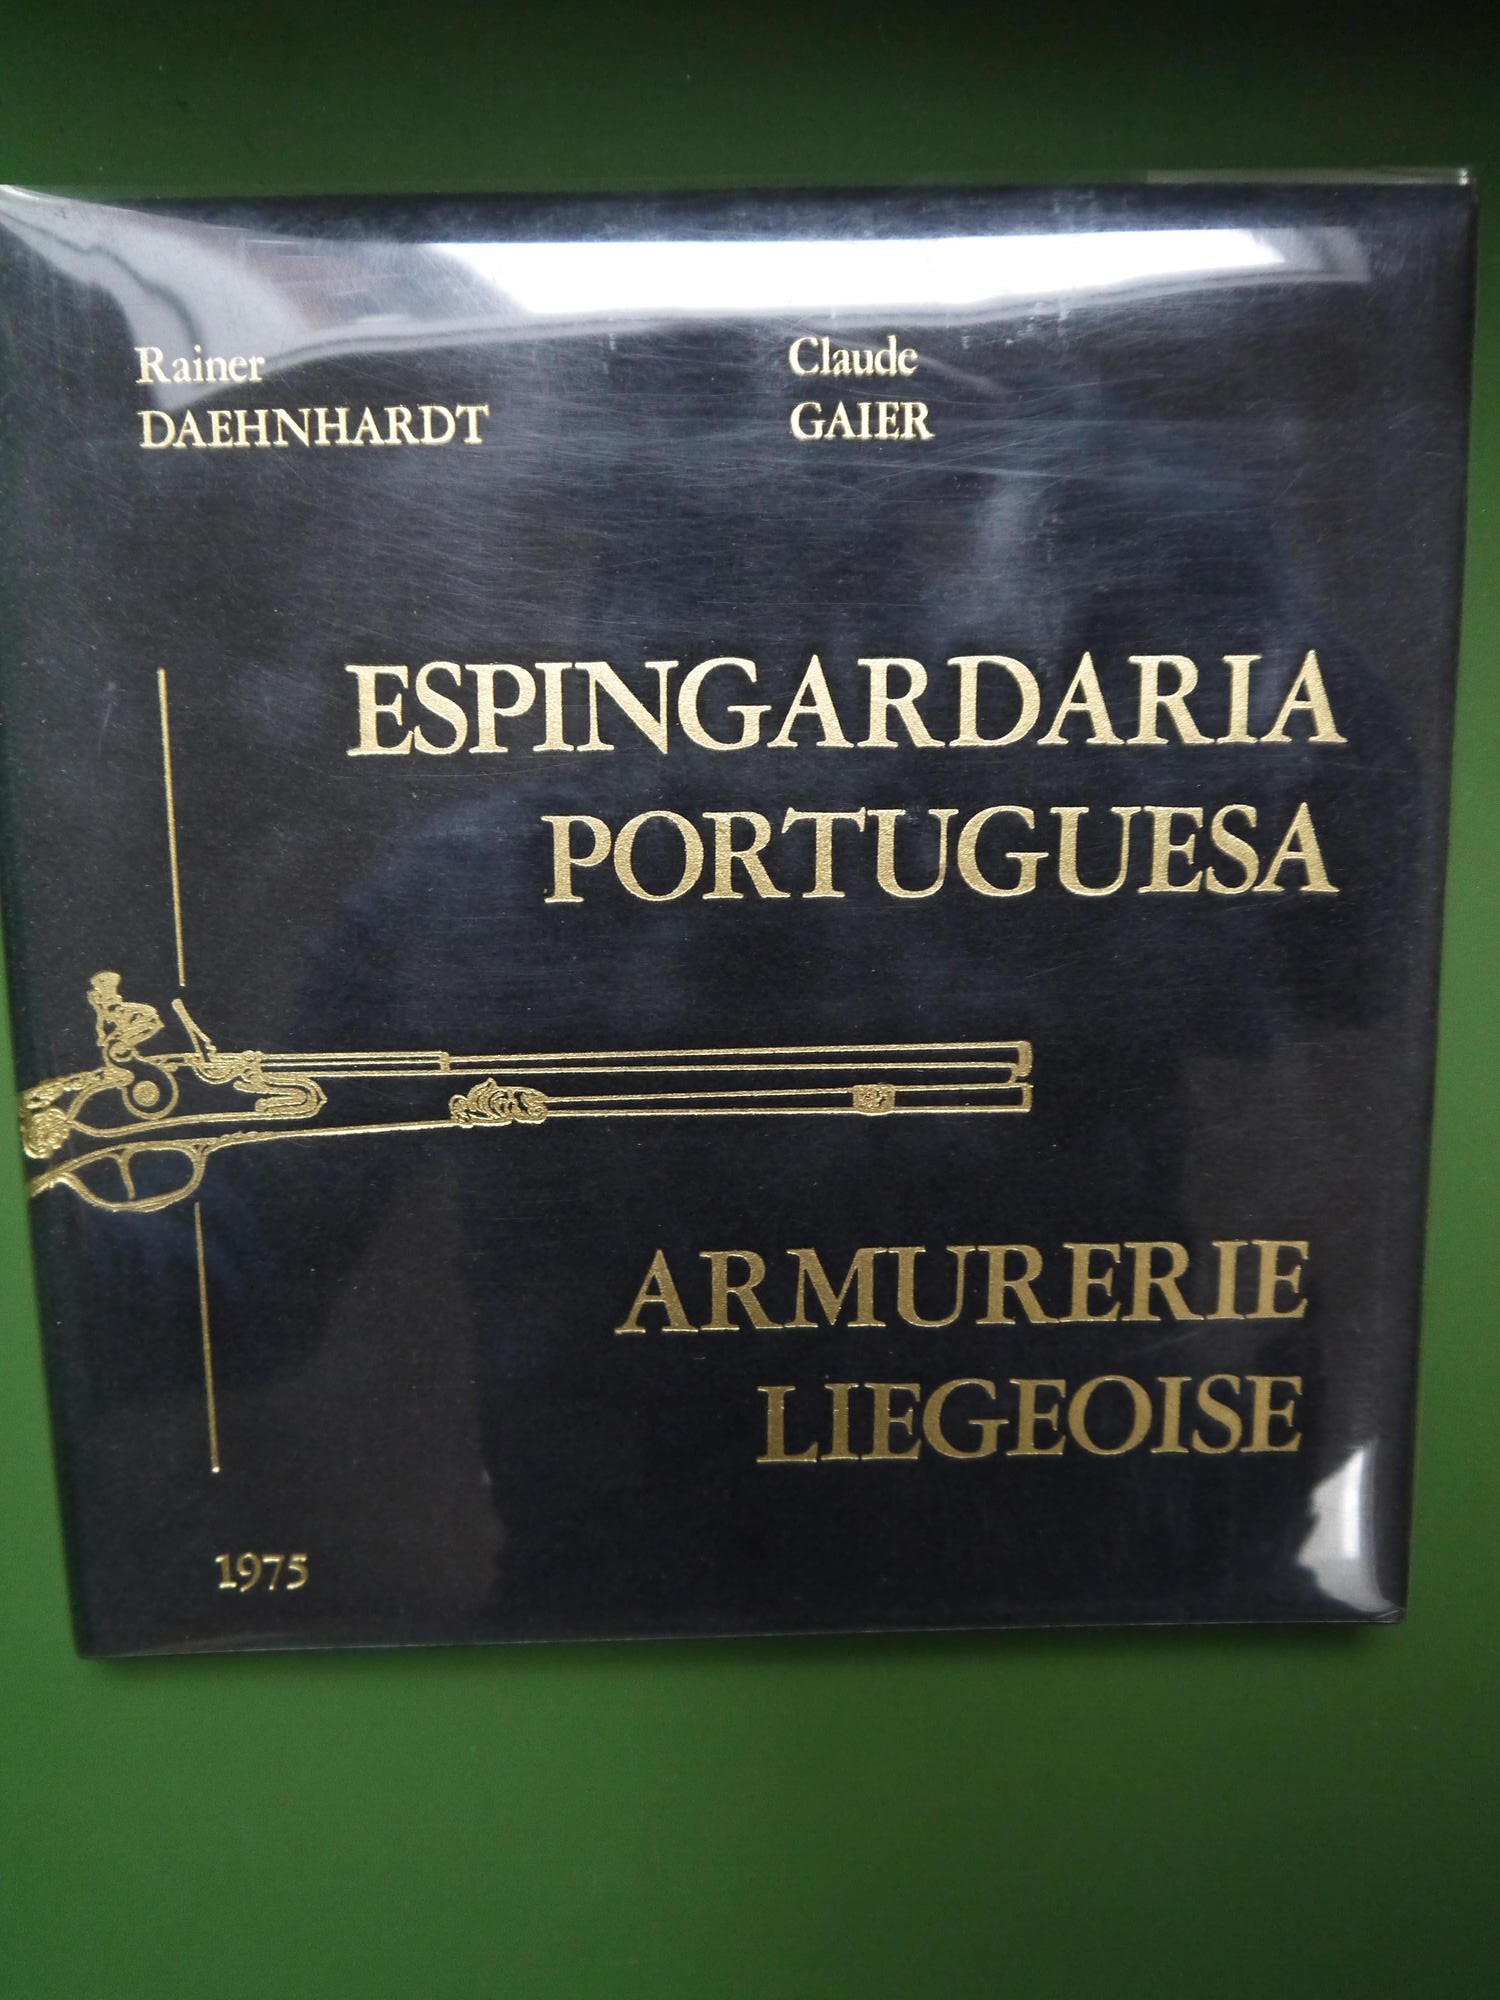 Rainer
DAEHNHARDT
Claude
GAIER
ESPINGARDARIA
PORTUGUESA
ARMURERIE
LIEGEOISE
1975